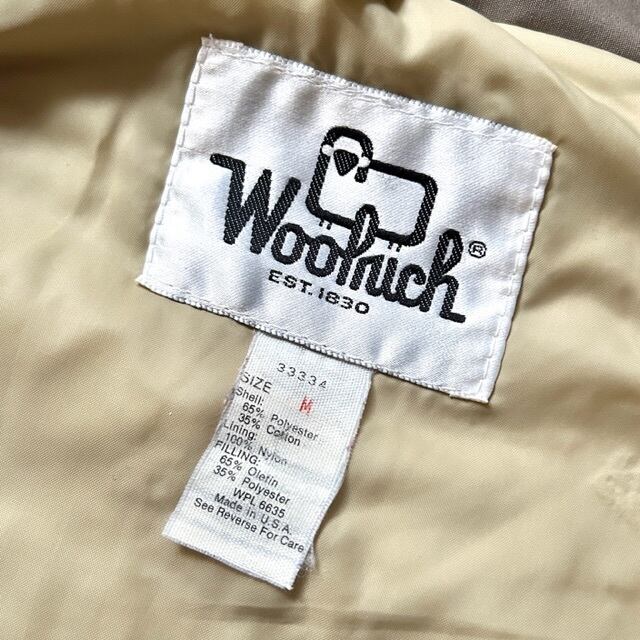 Woolrich®
EST. 1830
33334
SIZE M
Shell:
65% Polyester
35% Cotton
Lining:
100% Nylon
FILLING:
65% Olefin
35% Polyester
WPL 6635
Made in U.S.A.
See Reverse For Care